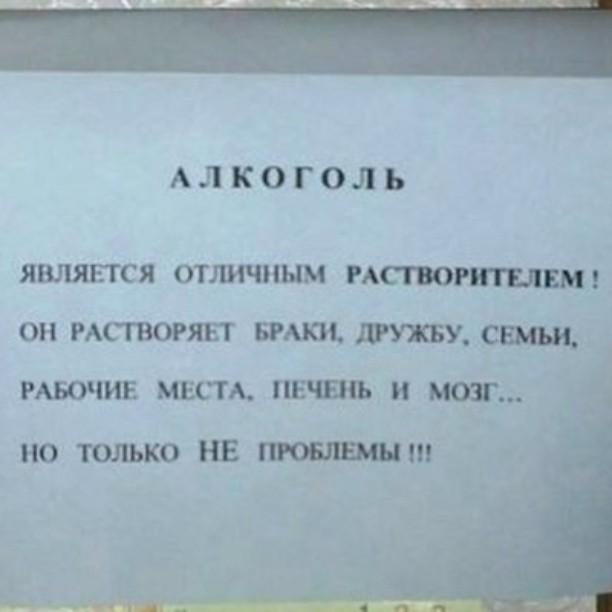 АЛКОГОЛЬ
ЯВЛЯЕТСЯ ОТЛИЧНЫМ РАСТВОРИТЕЛЕМ !
ОН РАСТВОРЯЕТ БРАКИ, ДРУЖБУ, СЕМЬИ,
РАБОЧИЕ МЕСТА, ПЕЧЕНЬ И МОЗГ...
НО ТОЛЬКО НЕ ПРОБЛЕМЫ !!!